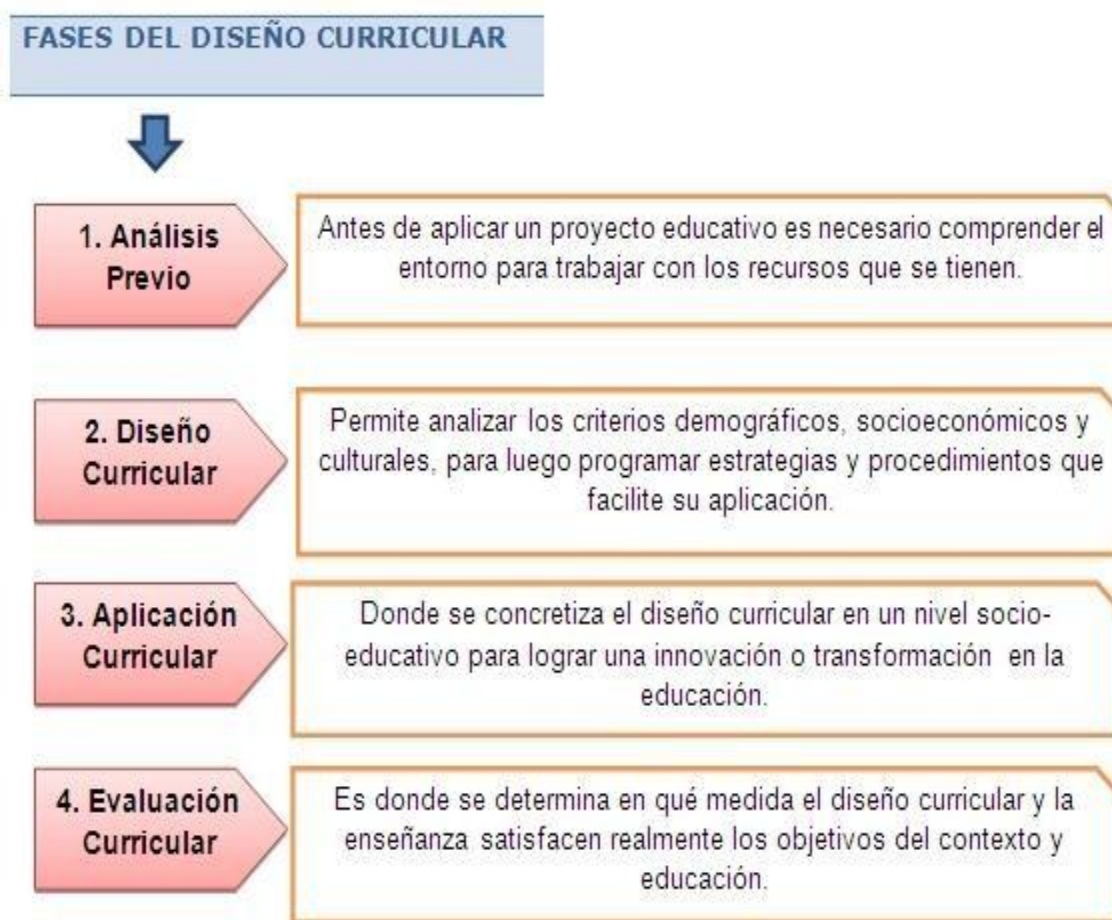 FASES DEL DISEÑO CURRICULAR
1. Análisis
Previo
Antes de aplicar un proyecto educativo es necesario comprender el
entorno para trabajar con los recursos que se tienen.
2. Diseño
Curricular
Permite analizar los criterios demográficos, socioeconómicos y
culturales, para luego programar estrategias y procedimientos que
facilite su aplicación.
3. Aplicación
Curricular
Donde se concretiza el diseño curricular en un nivel socio-
educativo para lograr una innovación o transformación en la
educación.
4. Evaluación
Curricular
Es donde se determina en qué medida el diseño curricular y la
enseñanza satisfacen realmente los objetivos del contexto y
educación.